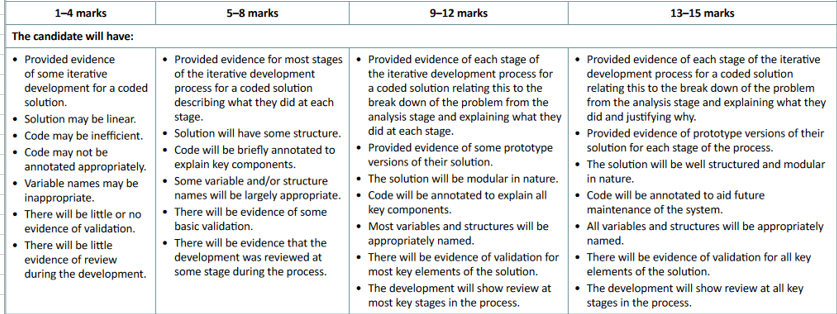 1–4 marks
5–8 marks
9–12 marks
13–15 marks
The candidate will have:
• Provided evidence
of some iterative
development for a coded
solution.
• Solution may be linear.
• Code may be inefficient.
• Code may not be
annotated appropriately.
• Variable names may be
inappropriate.
• There will be little or no
evidence of validation.
• There will be little
evidence of review
during the development.
• Provided evidence for most stages
of the iterative development
process for a coded solution
describing what they did at each
stage.
• Solution will have some structure.
• Code will be briefly annotated to
explain key components.
• Some variable and/or structure
names will be largely appropriate.
• There will be evidence of some
basic validation.
• There will be evidence that the
development was reviewed at
some stage during the process.
• Provided evidence of each stage of
the iterative development process for
a coded solution relating this to the
break down of the problem from the
analysis stage and explaining what they
did at each stage.
• Provided evidence of some prototype
versions of their solution.
• The solution will be modular in nature.
• Code will be annotated to explain all
key components.
• Most variables and structures will be
appropriately named.
• There will be evidence of validation for
most key elements of the solution.
• The development will show review at
most key stages in the process.
• Provided evidence of each stage of the iterative
development process for a coded solution
relating this to the break down of the problem
from the analysis stage and explaining what they
did and justifying why.
• Provided evidence of prototype versions of their
solution for each stage of the process.
• The solution will be well structured and modular
in nature.
• Code will be annotated to aid future
maintenance of the system.
• All variables and structures will be appropriately
named.
• There will be evidence of validation for all key
elements of the solution.
• The development will show review at all key
stages in the process.